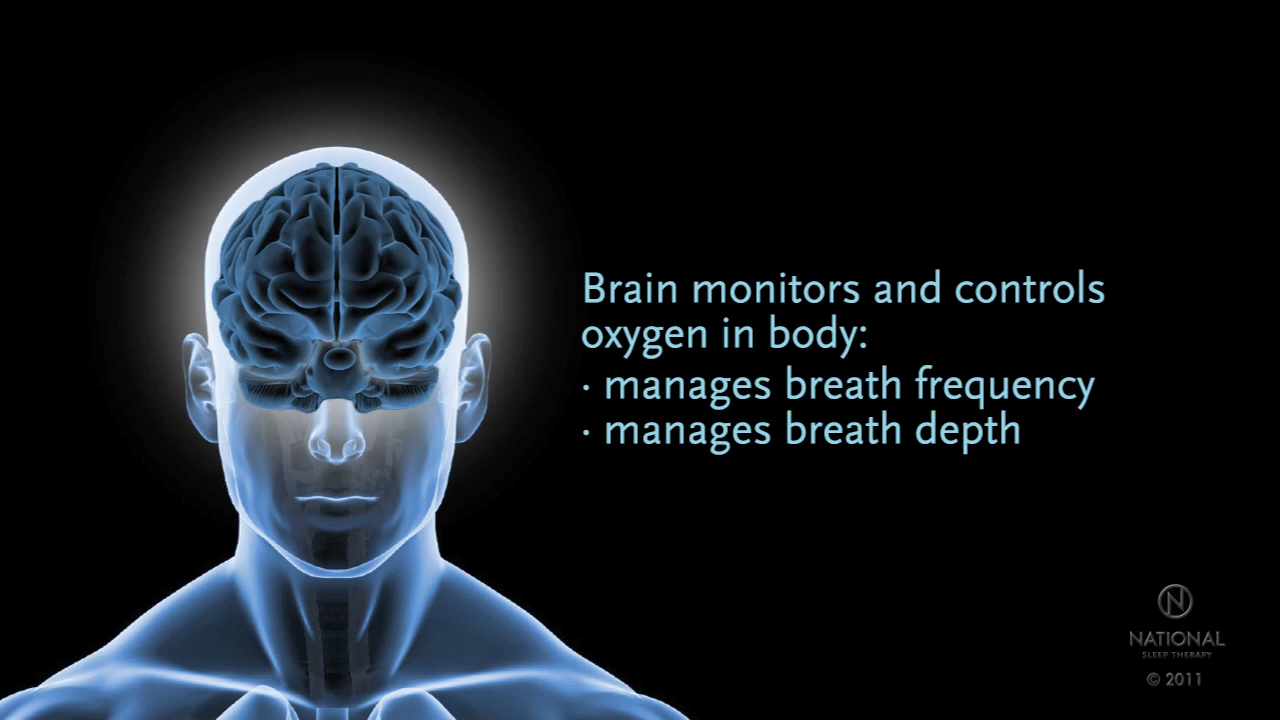 Brain monitors and controls
oxygen in body:
· manages breath frequency
· manages breath depth
N
NATIONAL
SLEEP THERAPY
© 2011